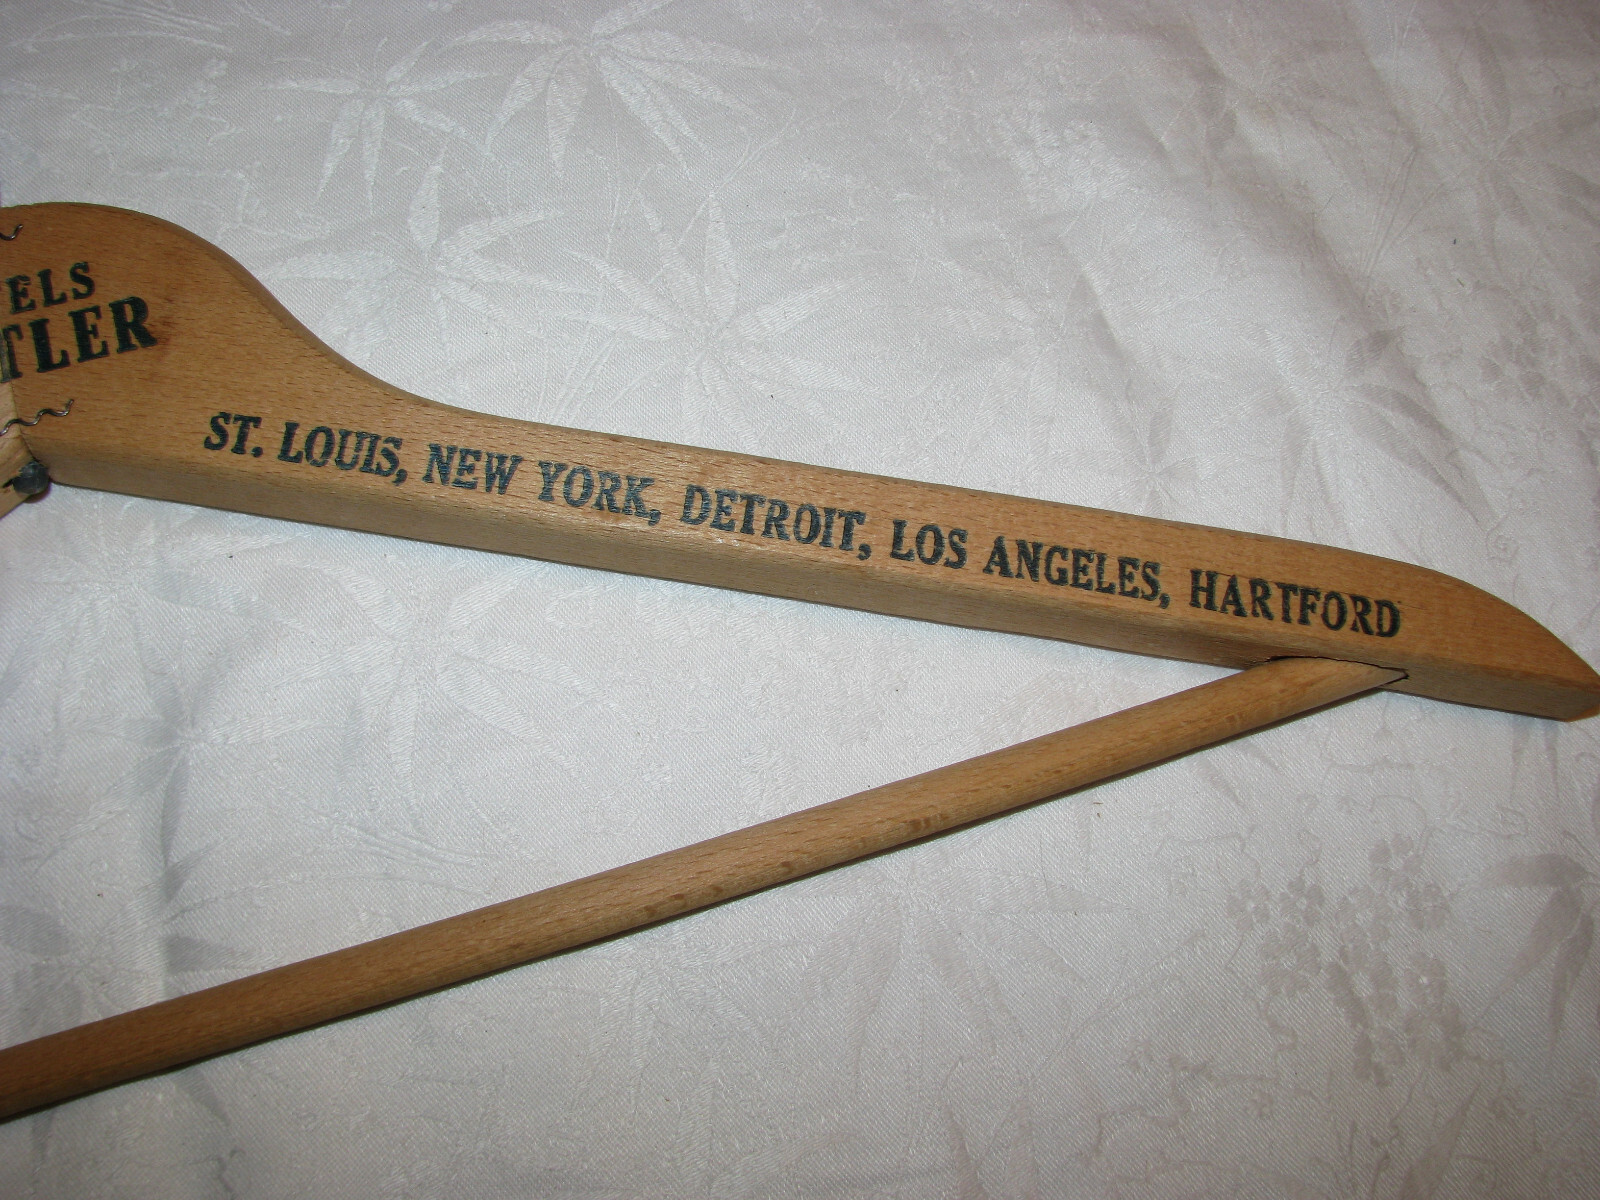 ELS
TLER
ST. LOUIS, NEW YORK, DETROIT, LOS ANGELES, HARTFORD